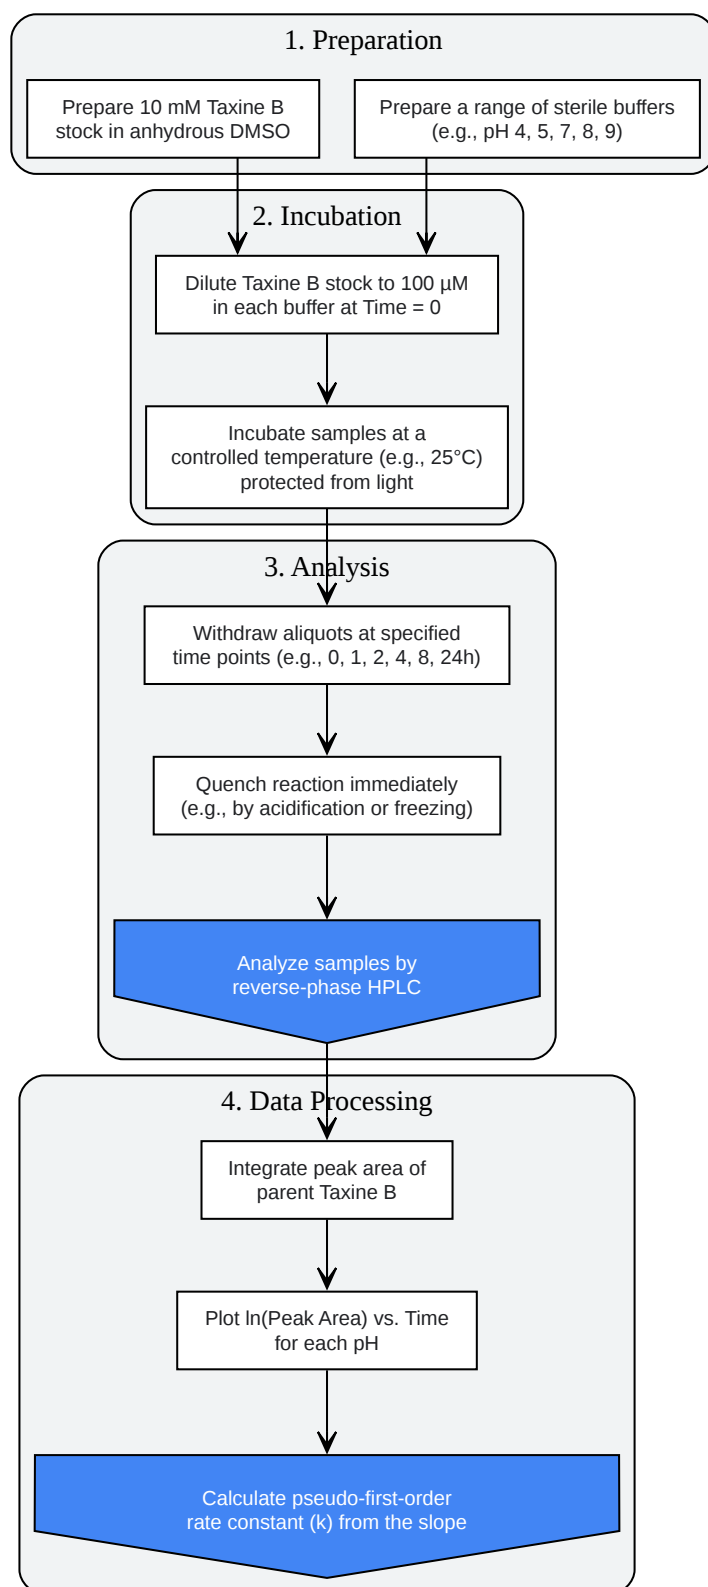 1. Preparation
Prepare 10 mM Taxine B
stock in anhydrous DMSO
Prepare a range of sterile buffers
(e.g., pH 4, 5, 7, 8, 9)
2. Incubation
Dilute Taxine B stock to 100 µM
in each buffer at Time = 0
Incubate samples at a
controlled temperature (e.g., 25°C)
protected from light
3. Analysis
Withdraw aliquots at specified
time points (e.g., 0, 1, 2, 4, 8, 24h)
Quench reaction immediately
(e.g., by acidification or freezing)
Analyze samples by
reverse-phase HPLC
4. Data Processing
Integrate peak area of
parent Taxine B
Plot ln(Peak Area) vs. Time
for each pH
Calculate pseudo-first-order
rate constant (k) from the slope